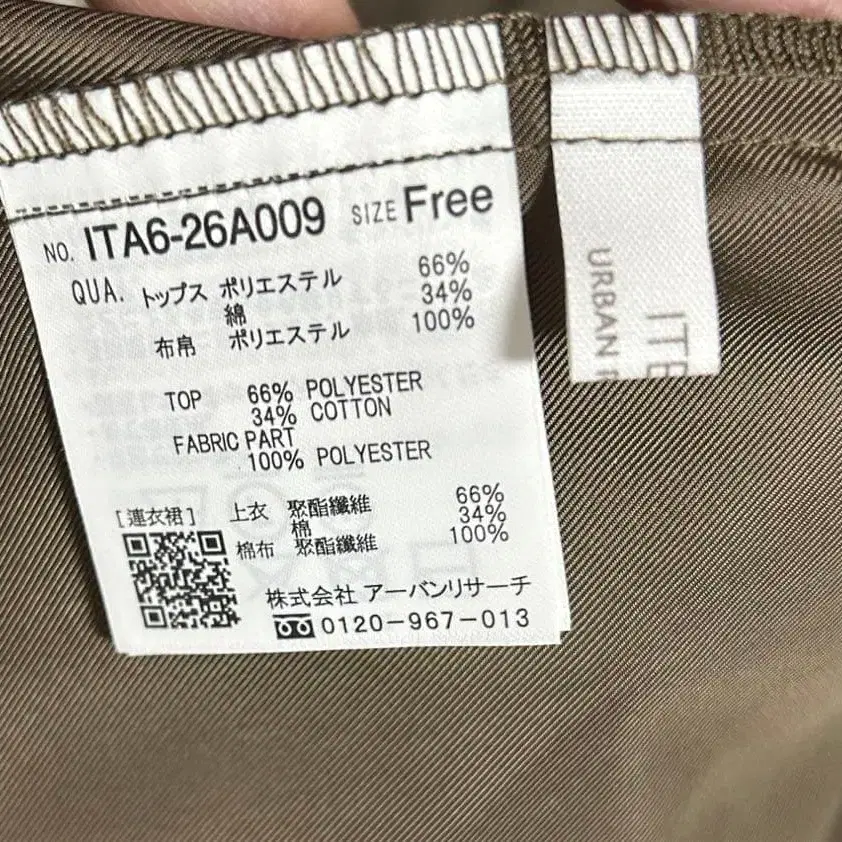 NO. ITA6-26A009 SIZE Free
QUA. トップス ポリエステル 66%
綿 34%
布帛 ポリエステル 100%
TOP 66% POLYESTER
34% COTTON
FABRIC PART
100% POLYESTER
[連衣裙] 上衣 聚酯纖維 66%
棉 34%
棉布 聚酯纖維 100%
株式会社 アーバンリサーチ
0120-967-013
URBAN